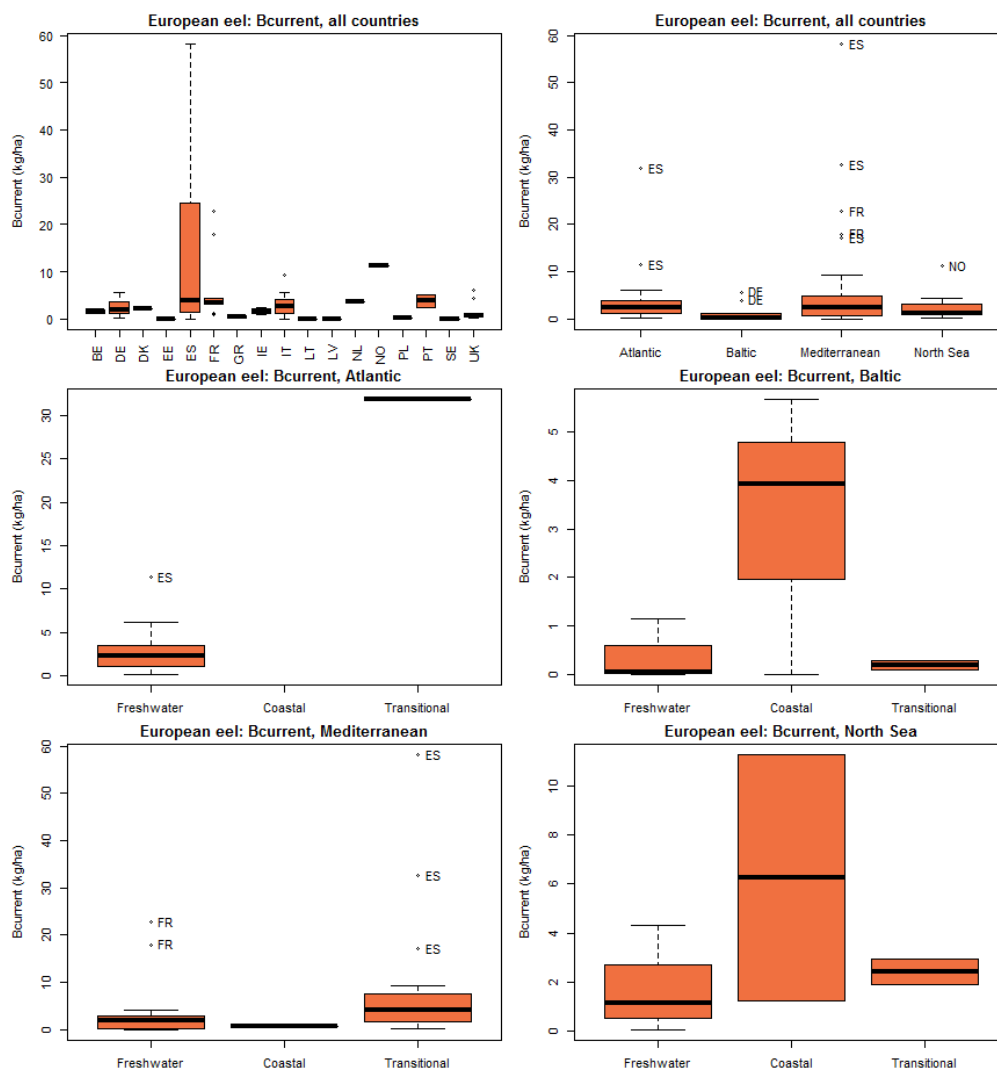 European eel: Bcurrent, all countries
Bcurrent (kg/ha)
60
50
40
30
20
10
0
BE
DE
DK
EE
ES
FR
GR
IE
IT
LT
LV
NL
NO
PL
PT
SE
UK
European eel: Bcurrent, all countries
Bcurrent (kg/ha)
60
50
40
30
20
10
0
ES
ES
ES
ES
FR
FR
ES
DE
DE
NO
Atlantic Baltic Mediterranean North Sea
European eel: Bcurrent, Atlantic
Bcurrent (kg/ha)
30
25
20
15
10
5
0
ES
Freshwater Coastal Transitional
European eel: Bcurrent, Baltic
Bcurrent (kg/ha)
5
4
3
2
1
0
Freshwater Coastal Transitional
European eel: Bcurrent, Mediterranean
Bcurrent (kg/ha)
60
50
40
30
20
10
0
FR
FR
ES
ES
ES
Freshwater Coastal Transitional
European eel: Bcurrent, North Sea
Bcurrent (kg/ha)
10
8
6
4
2
0
Freshwater Coastal Transitional